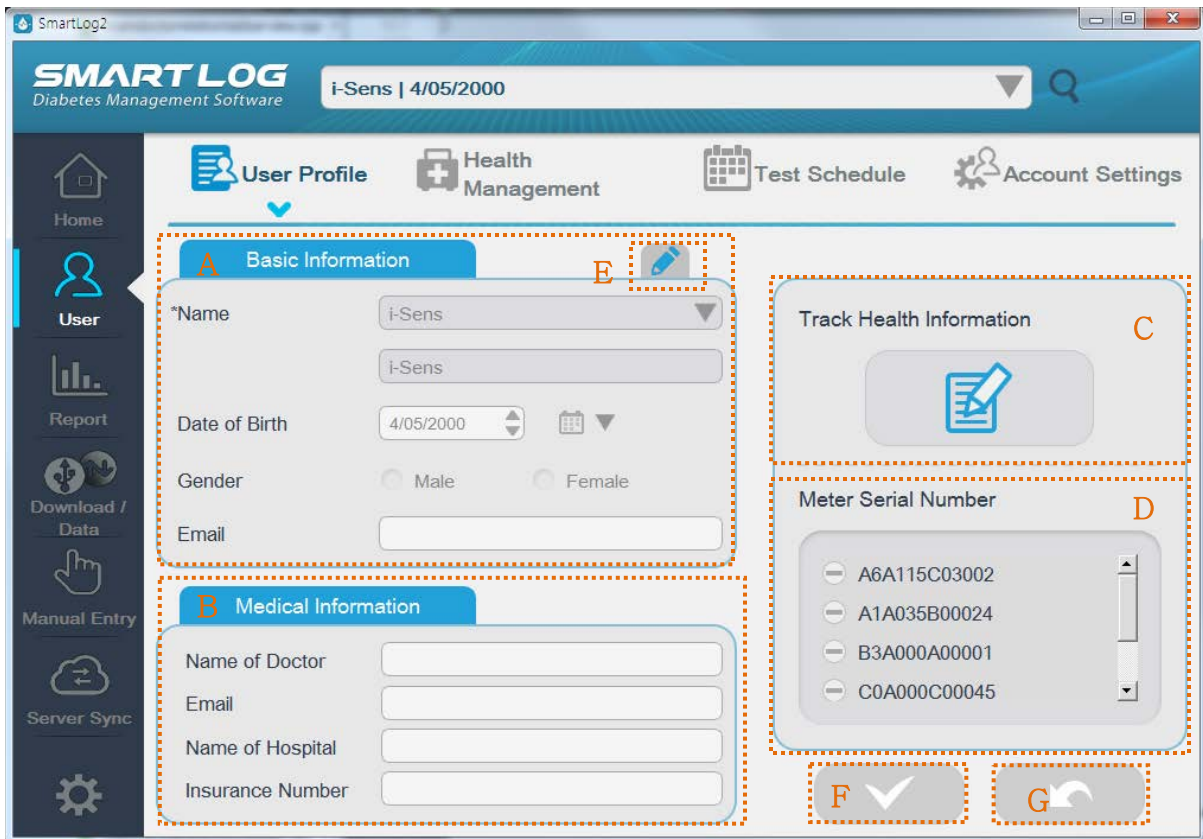 SmartLog2
SMART LOG
Diabetes Management Software
i-Sens | 4/05/2000
User Profile
Health
Management
Test Schedule
Account Settings
Home
User
Report
Download /
Data
Manual Entry
Server Sync
A Basic Information
E
*Name
i-Sens
i-Sens
Date of Birth
4/05/2000
Gender
Male
Female
Email
B Medical Information
Name of Doctor
Email
Name of Hospital
Insurance Number
Track Health Information
C
Meter Serial Number
D
A6A115C03002
A1A035B00024
B3A000A00001
C0A000C00045
F
G